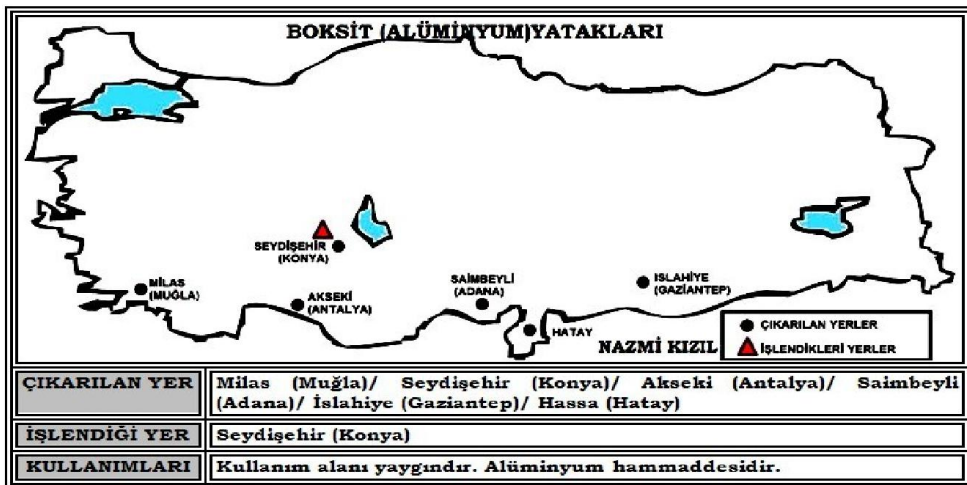 BOKSİT (ALÜMİNYUM)YATAKLARI
SEYDİŞEHİR
(KONYA)
MİLAS
(MUĞLA)
AKSEKİ
(ANTALYA)
SAİMBEYLİ
(ADANA)
ISLAHİYE
(GAZİANTEP)
HATAY
NAZMİ KIZIL
ÇIKARILAN YERLER
İŞLENDİKLERİ YERLER
ÇIKARILAN YER
Milas (Muğla)/ Seydişehir (Konya)/ Akseki (Antalya)/ Saimbeyli
(Adana)/ İslahiye (Gaziantep)/ Hassa (Hatay)
İŞLENDİĞİ YER
Seydişehir (Konya)
KULLANIMLARI
Kullanım alanı yaygındır. Alüminyum hammaddesidir.